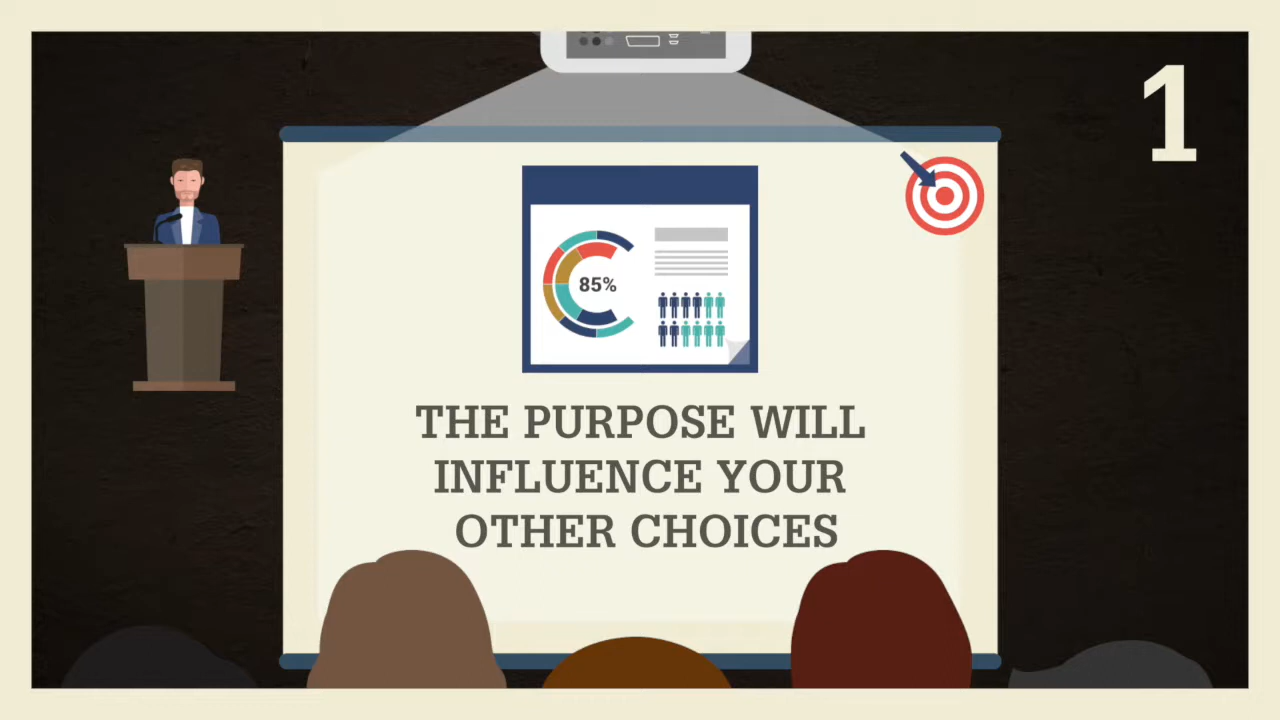 1
85%
THE PURPOSE WILL
INFLUENCE YOUR
OTHER CHOICES